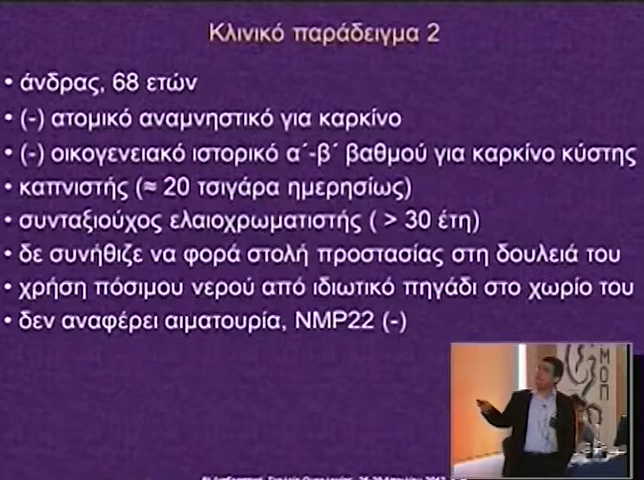 Κλινικό παράδειγμα 2
• άνδρας, 68 ετών
• (-) ατομικό αναμνηστικό για καρκίνο
• (-) οικογενειακό ιστορικό α΄-β΄ βαθμού για καρκίνο κύστης
• καπνιστής (≈ 20 τσιγάρα ημερησίως)
• συνταξιούχος ελαιοχρωματιστής ( > 30 έτη)
• δε συνήθιζε να φορά στολή προστασίας στη δουλειά του
• χρήση πόσιμου νερού από ιδιωτικό πηγάδι στο χωρίο του
• δεν αναφέρει αιματουρία, NMP22 (-)
ΜΟΠ